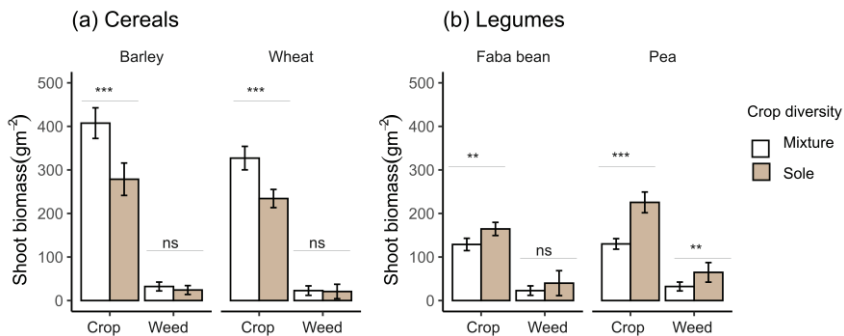 (a) Cereals
Barley
Wheat
Shoot biomass(gm⁻²)
500
400
300
200
100
0
***
ns
***
ns
Crop
Weed
Crop
Weed
(b) Legumes
Faba bean
Pea
Shoot biomass(gm⁻²)
500
400
300
200
100
0
**
ns
***
**
Crop
Weed
Crop
Weed
Crop diversity
Mixture
Sole